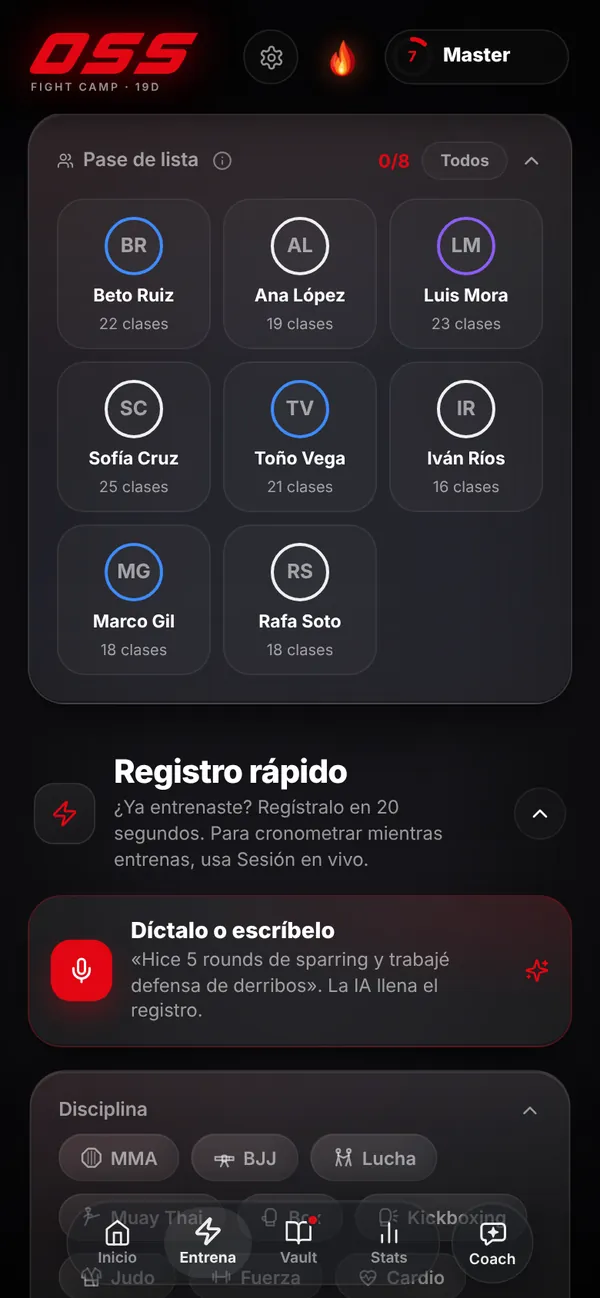 OSS
FIGHT CAMP · 19D
7
Master
Pase de lista
0/8
Todos
BR
AL
LM
Beto Ruiz
Ana López
Luis Mora
22 clases
19 clases
23 clases
SC
TV
IR
Sofía Cruz
Toño Vega
Iván Ríos
25 clases
21 clases
16 clases
MG
RS
Marco Gil
Rafa Soto
18 clases
18 clases
Registro rápido
¿Ya entrenaste? Regístralo en 20
segundos. Para cronometrar mientras
entrenas, usa Sesión en vivo.
Díctalo o escríbelo
«Hice 5 rounds de sparring y trabajé
defensa de derribos». La IA llena el
registro.
Disciplina
MMA
BJJ
Lucha
Muay Thai
Box
Kickboxing
Inicio
Entrena
Vault
Stats
Coach
Judo
Fuerza
Cardio